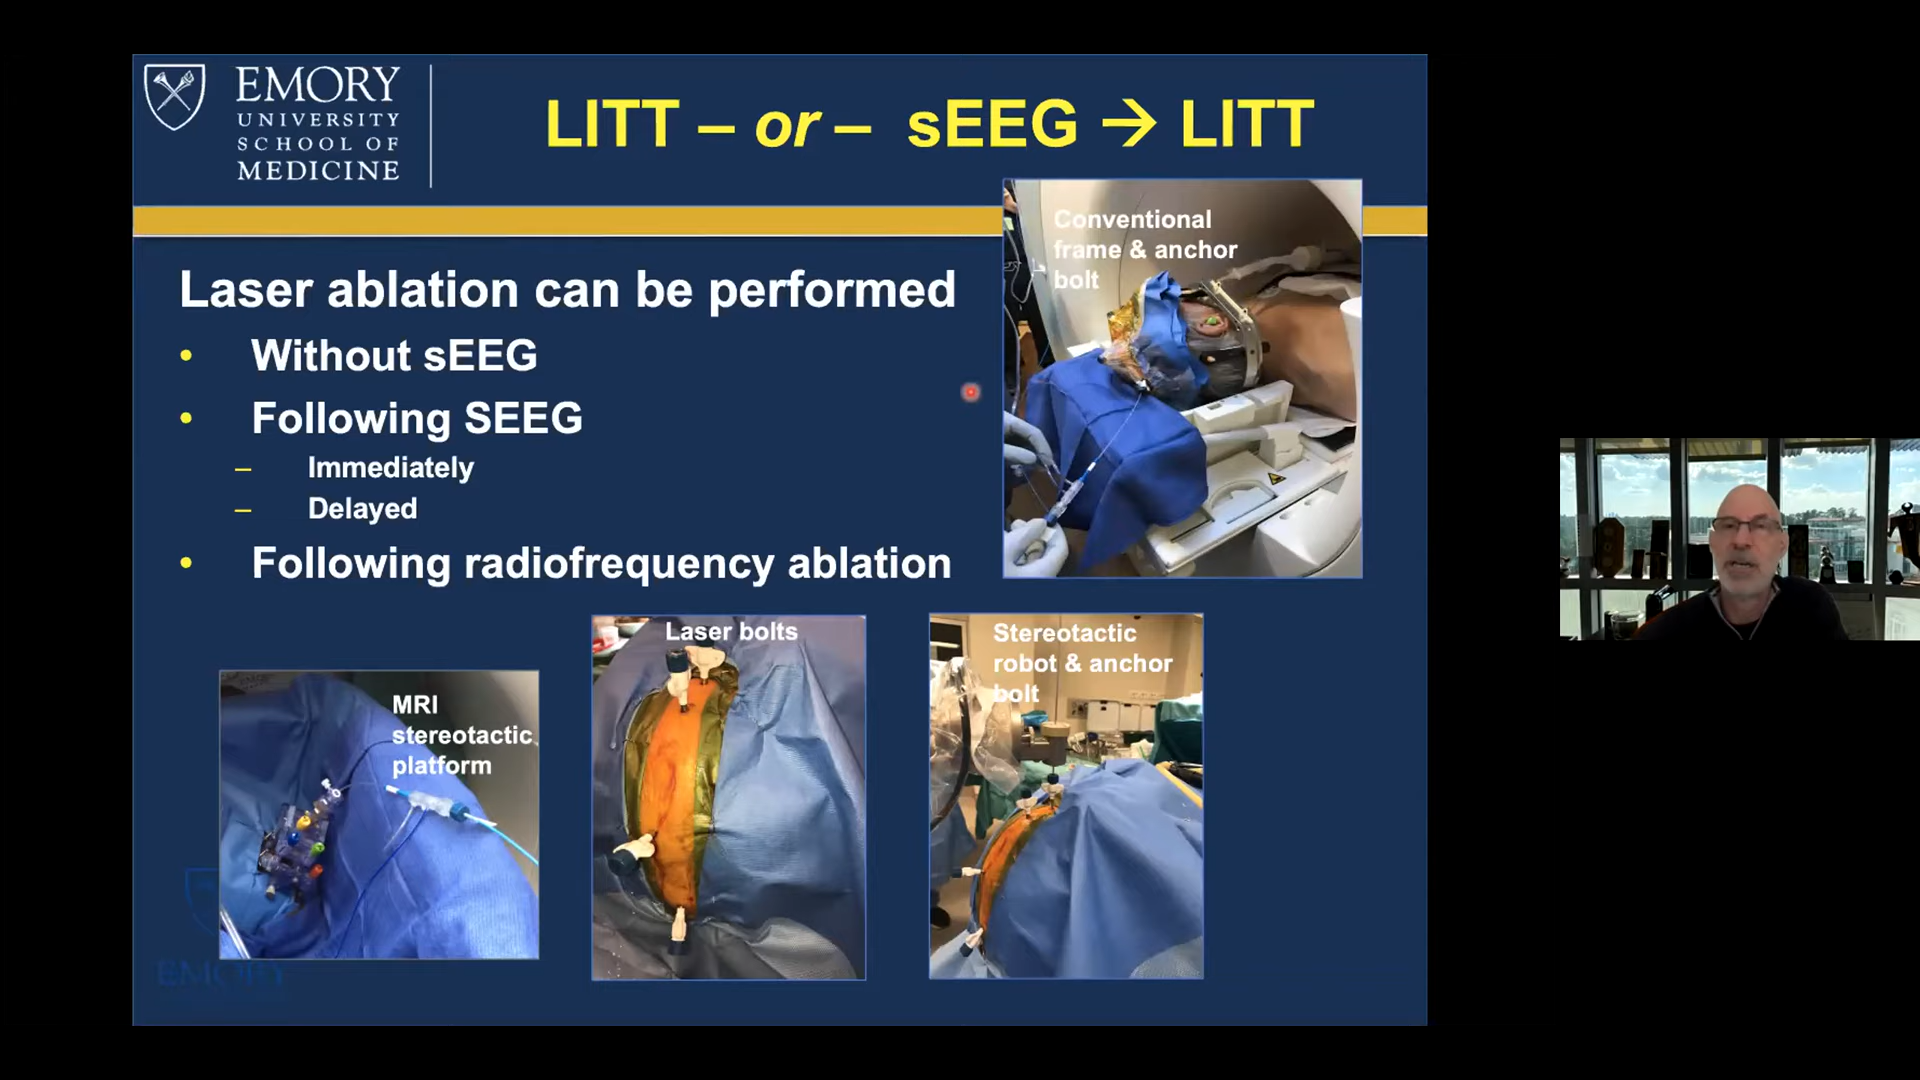 EMORY
UNIVERSITY
SCHOOL OF
MEDICINE
LITT – or – sEEG → LITT
Laser ablation can be performed
• Without sEEG
• Following SEEG
– Immediately
– Delayed
• Following radiofrequency ablation
Conventional
frame & anchor
bolt
MRI
stereotactic
platform
Laser bolts
Stereotactic
robot & anchor
bolt
EMORY